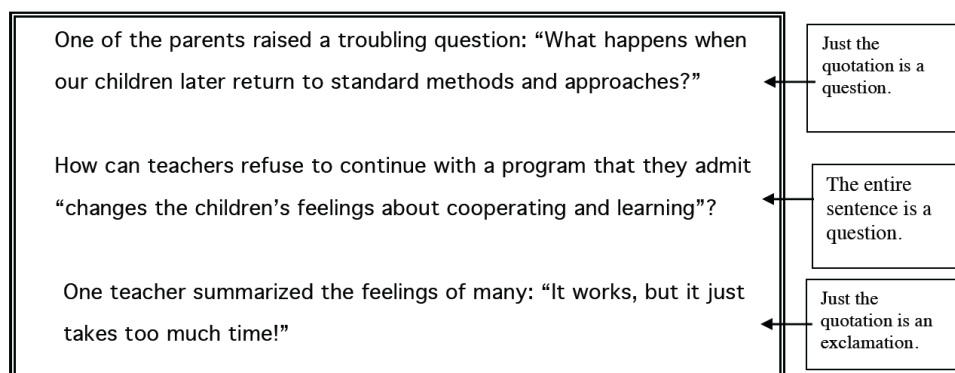 One of the parents raised a troubling question: “What happens when
our children later return to standard methods and approaches?”
Just the
quotation is a
question.
How can teachers refuse to continue with a program that they admit
“changes the children’s feelings about cooperating and learning”?
The entire
sentence is a
question.
One teacher summarized the feelings of many: “It works, but it just
takes too much time!”
Just the
quotation is an
exclamation.